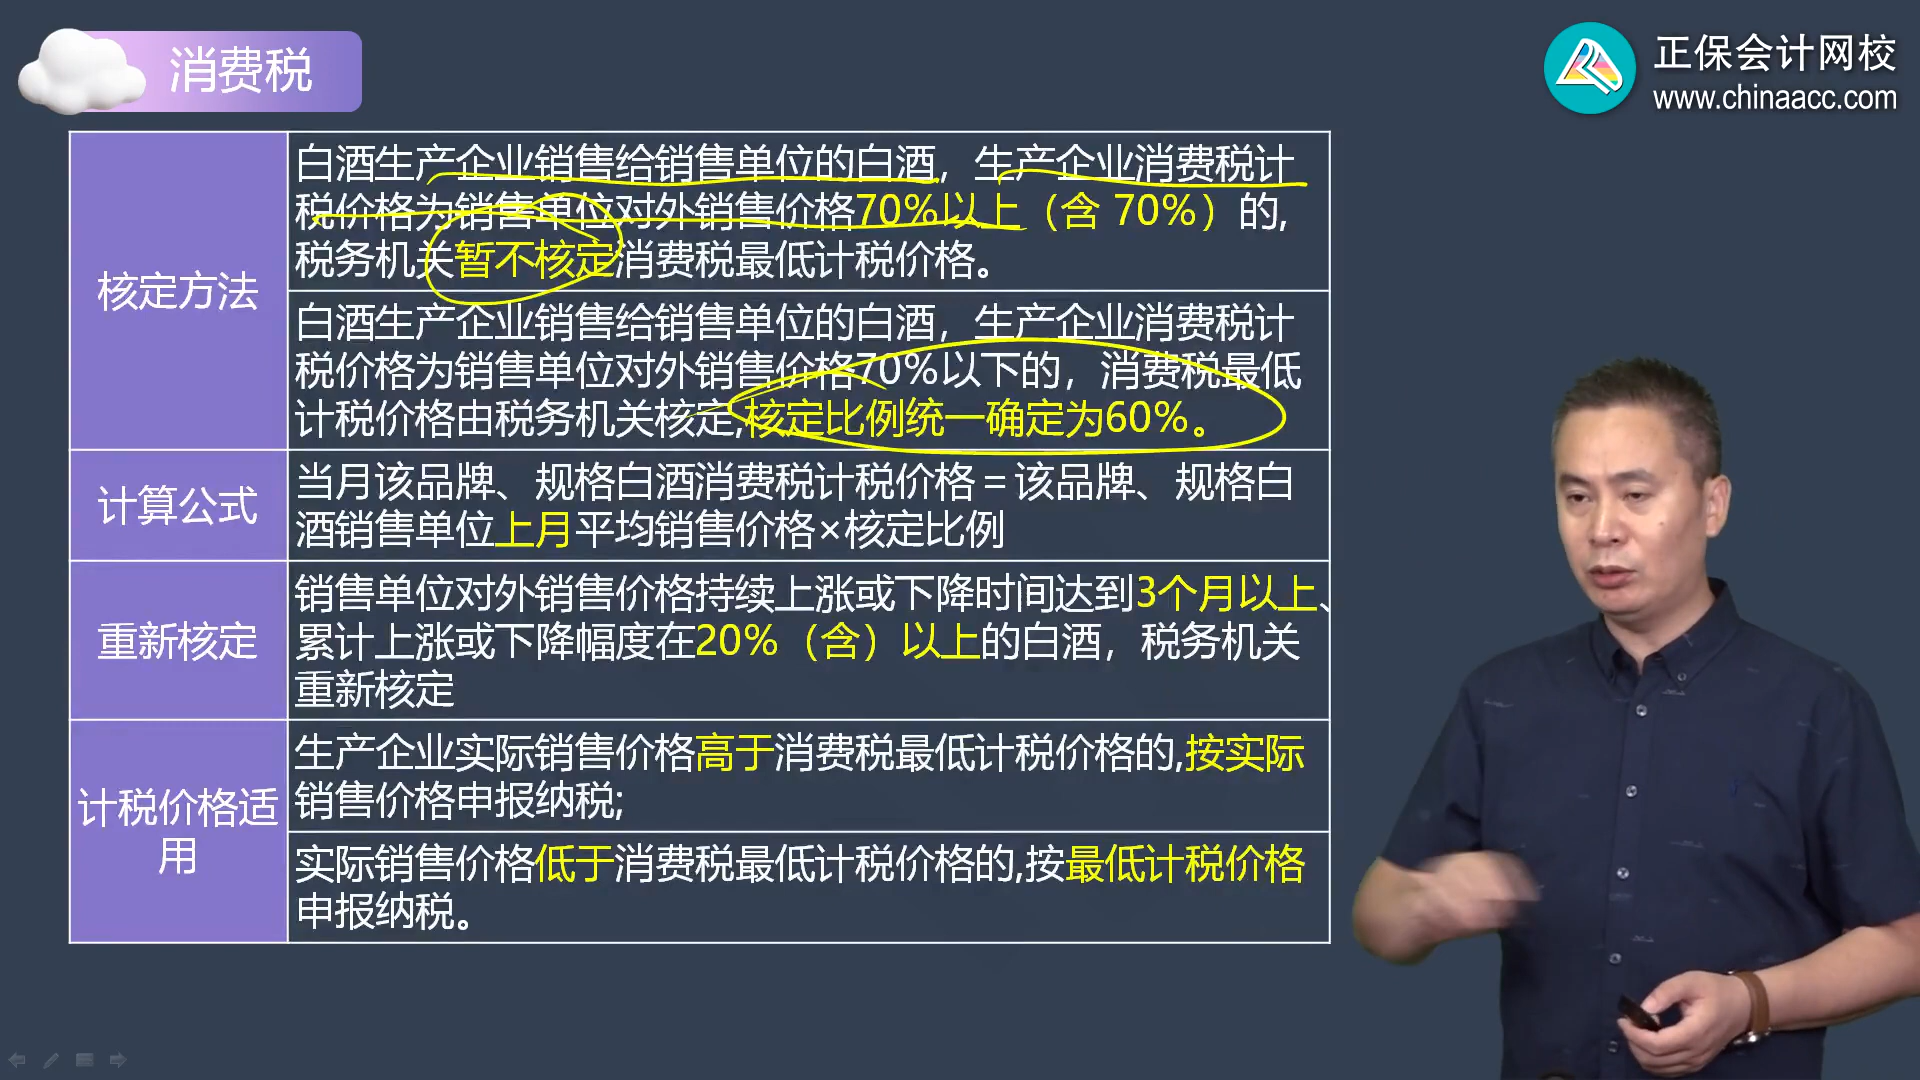 消费税
正保会计网校
www.chinaacc.com
核定方法
白酒生产企业销售给销售单位的白酒，生产企业消费税计
税价格为销售单位对外销售价格70%以上（含 70%）的,
税务机关暂不核定消费税最低计税价格。
白酒生产企业销售给销售单位的白酒，生产企业消费税计
税价格为销售单位对外销售价格70%以下的，消费税最低
计税价格由税务机关核定,核定比例统一确定为60%。
计算公式
当月该品牌、规格白酒消费税计税价格＝该品牌、规格白
酒销售单位上月平均销售价格×核定比例
重新核定
销售单位对外销售价格持续上涨或下降时间达到3个月以上、
累计上涨或下降幅度在20%（含）以上的白酒，税务机关
重新核定
计税价格适
用
生产企业实际销售价格高于消费税最低计税价格的,按实际
销售价格申报纳税;
实际销售价格低于消费税最低计税价格的,按最低计税价格
申报纳税。